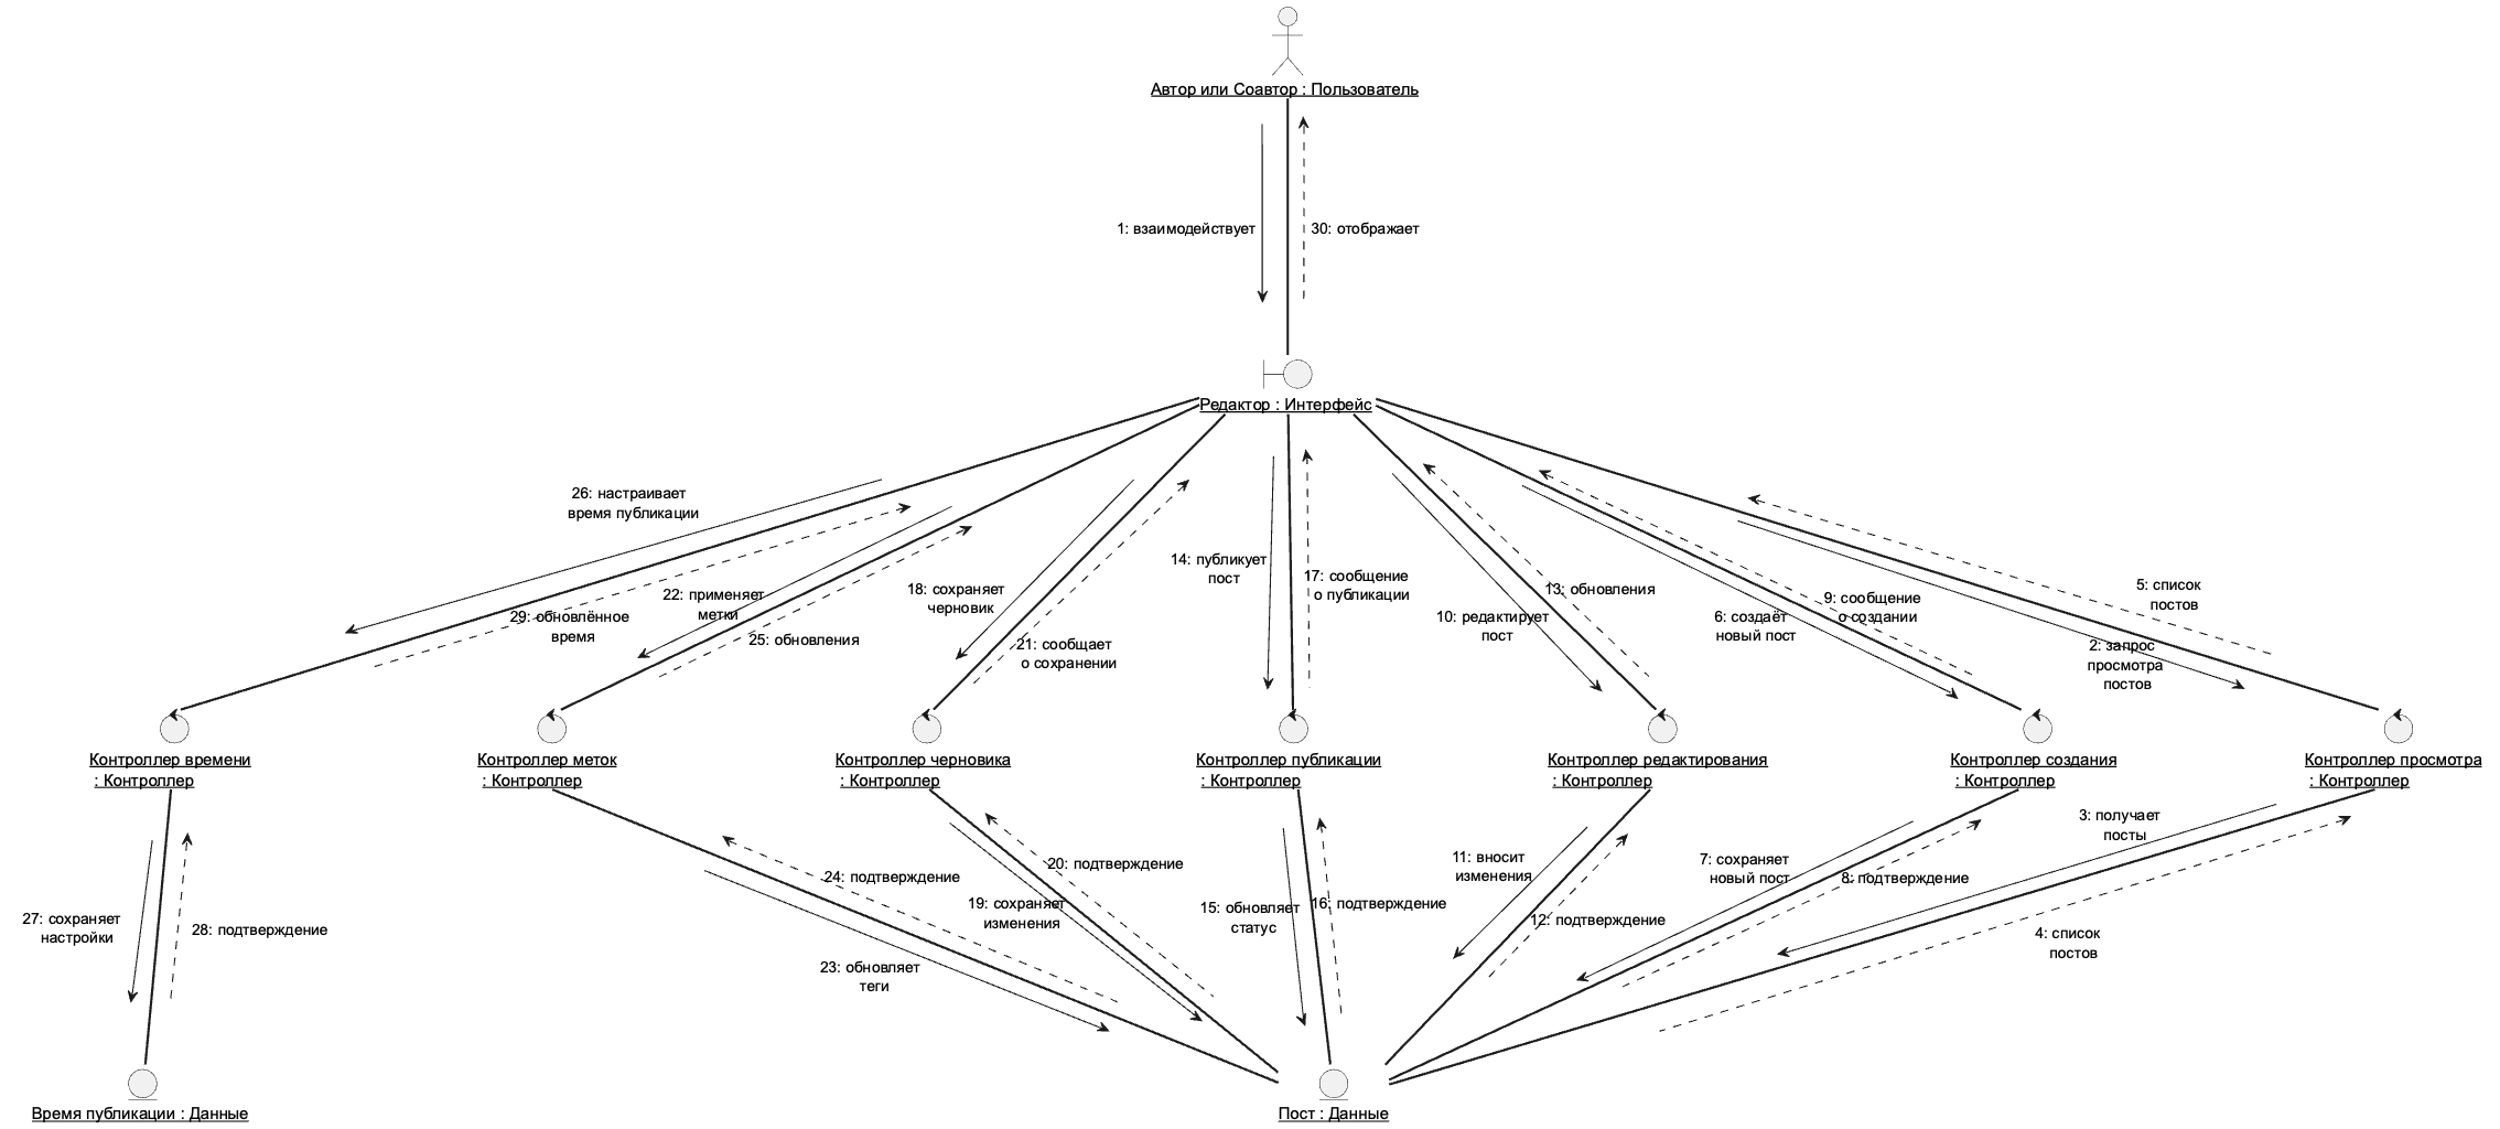 Автор или Соавтор : Пользователь
1: взаимодействует
30: отображает
Редактор : Интерфейс
26: настраивает
время публикации
29: обновлённое
время
22: применяет
метки
25: обновления
18: сохраняет
черновик
21: сообщает
о сохранении
14: публикует
пост
17: сообщение
о публикации
10: редактирует
пост
13: обновления
6: создаёт
новый пост
9: сообщение
о создании
5: список
постов
2: запрос
просмотра
постов
Контроллер времени
: Контроллер
Контроллер меток
: Контроллер
Контроллер черновика
: Контроллер
Контроллер публикации
: Контроллер
Контроллер редактирования
: Контроллер
Контроллер создания
: Контроллер
Контроллер просмотра
: Контроллер
27: сохраняет
настройки
28: подтверждение
24: подтверждение
23: обновляет
теги
20: подтверждение
19: сохраняет
изменения
15: обновляет
статус
16: подтверждение
11: вносит
изменения
12: подтверждение
7: сохраняет
новый пост
8: подтверждение
3: получает
посты
4: список
постов
Время публикации : Данные
Пост : Данные